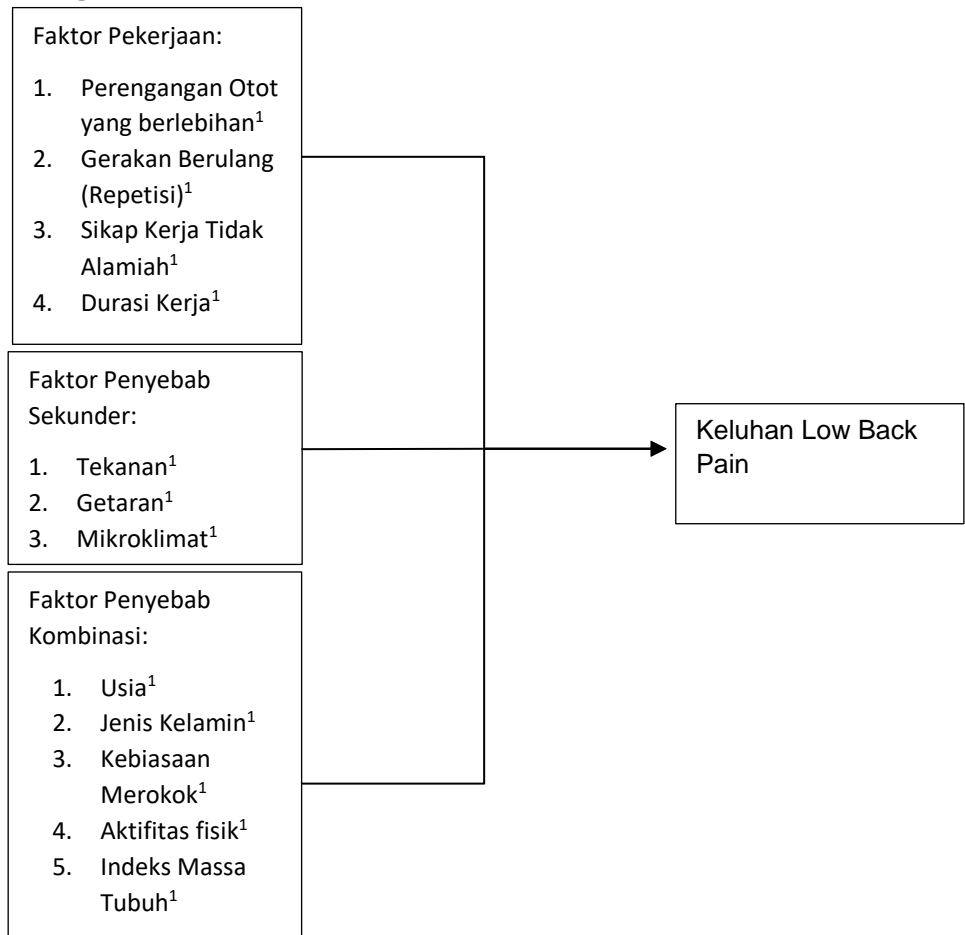 Faktor Pekerjaan:
1. Perengangan Otot
yang berlebihan¹
2. Gerakan Berulang
(Repetisi)¹
3. Sikap Kerja Tidak
Alamiah¹
4. Durasi Kerja¹
Faktor Penyebab
Sekunder:
1. Tekanan¹
2. Getaran¹
3. Mikroklimat¹
Keluhan Low Back
Pain
Faktor Penyebab
Kombinasi:
1. Usia¹
2. Jenis Kelamin¹
3. Kebiasaan
Merokok¹
4. Aktifitas fisik¹
5. Indeks Massa
Tubuh¹